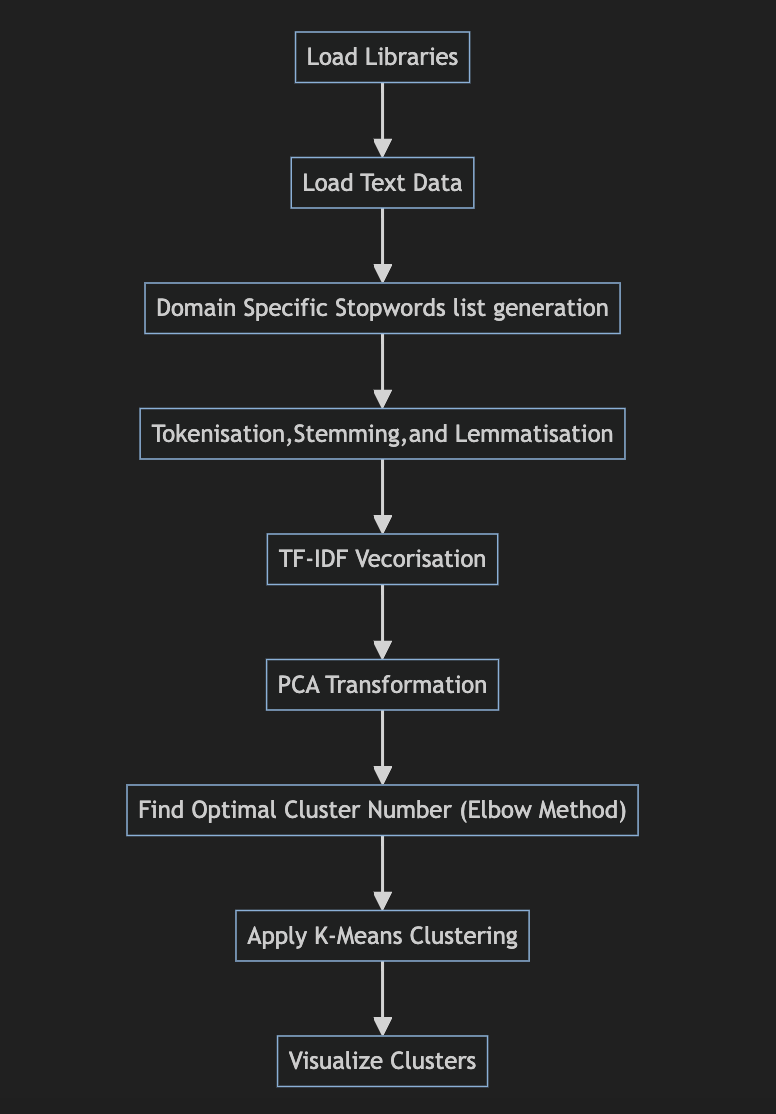 Load Libraries
Load Text Data
Domain Specific Stopwords list generation
Tokenisation,Stemming,and Lemmatisation
TF-IDF Vecorisation
PCA Transformation
Find Optimal Cluster Number (Elbow Method)
Apply K-Means Clustering
Visualize Clusters